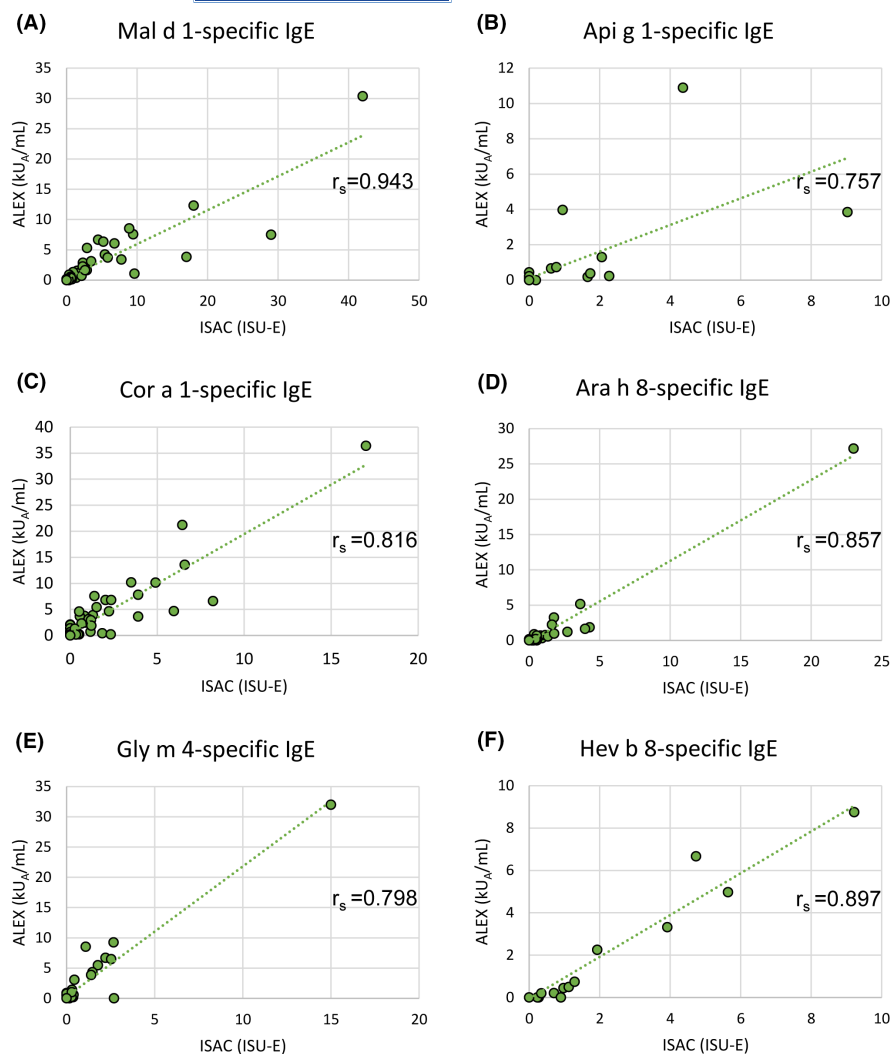 (A)
Mal d 1-specific IgE
35
30
25
20
15
10
5
0
ALEX (kUA/mL)
rs=0.943
0 10 20 30 40 50
ISAC (ISU-E)
(B)
Api g 1-specific IgE
12
10
8
6
4
2
0
ALEX (kUA/mL)
rs=0.757
0 2 4 6 8 10
ISAC (ISU-E)
(C)
Cor a 1-specific IgE
40
35
30
25
20
15
10
5
0
ALEX (kUA/mL)
rs =0.816
0 5 10 15 20
ISAC (ISU-E)
(D)
Ara h 8-specific IgE
30
25
20
15
10
5
0
ALEX (kUA/mL)
rs =0.857
0 5 10 15 20 25
ISAC (ISU-E)
(E)
Gly m 4-specific IgE
35
30
25
20
15
10
5
0
ALEX (kUA/mL)
rs =0.798
0 5 10 15 20
ISAC (ISU-E)
(F)
Hev b 8-specific IgE
10
8
6
4
2
0
ALEX (kUA/mL)
rs =0.897
0 2 4 6 8 10
ISAC (ISU-E)